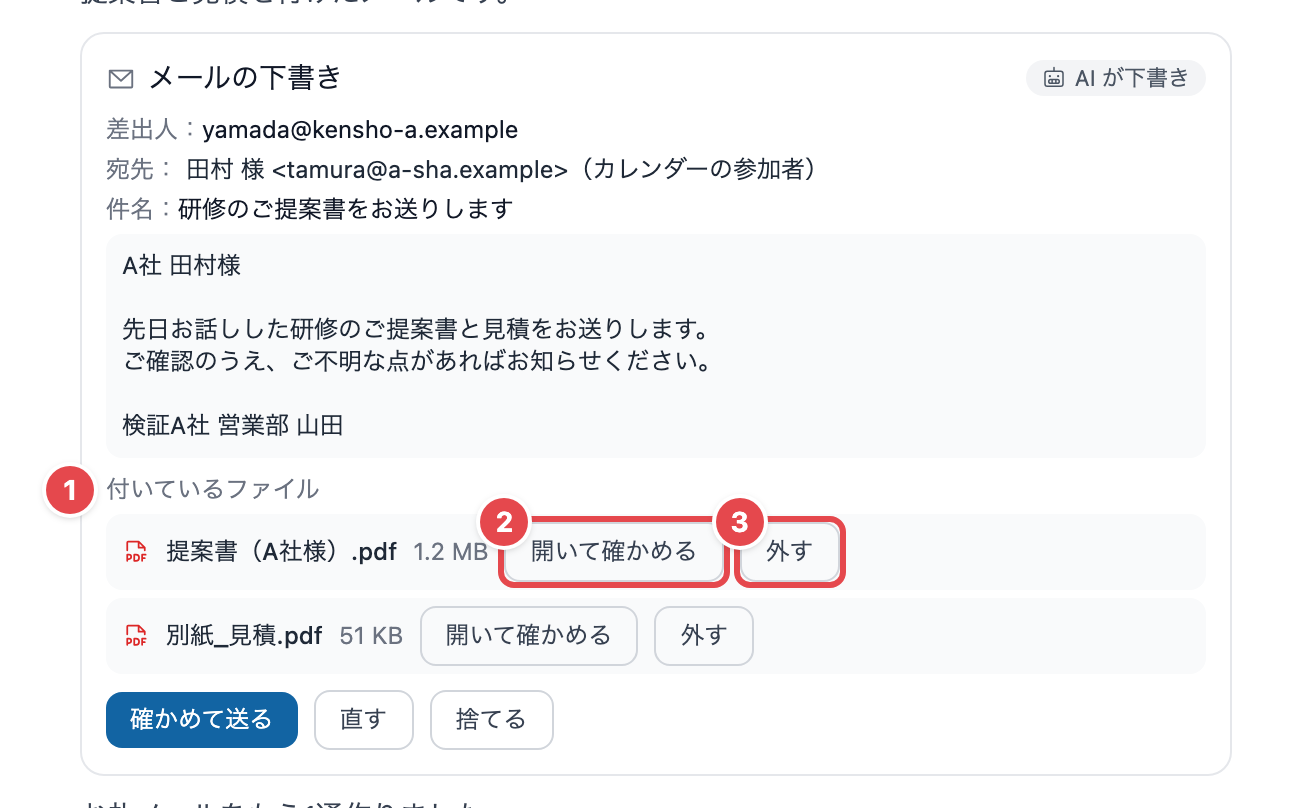 メールの下書き
AI が下書き
差出人：yamada@kensho-a.example
宛先： 田村 様 <tamura@a-sha.example>（カレンダーの参加者）
件名：研修のご提案書をお送りします
A社 田村様
先日お話しした研修のご提案書と見積をお送りします。
ご確認のうえ、ご不明な点があればお知らせください。
検証A社 営業部 山田
1 付いているファイル
2 3
PDF 提案書（A社様）.pdf 1.2 MB 開いて確かめる 外す
PDF 別紙_見積.pdf 51 KB 開いて確かめる 外す
確かめて送る 直す 捨てる